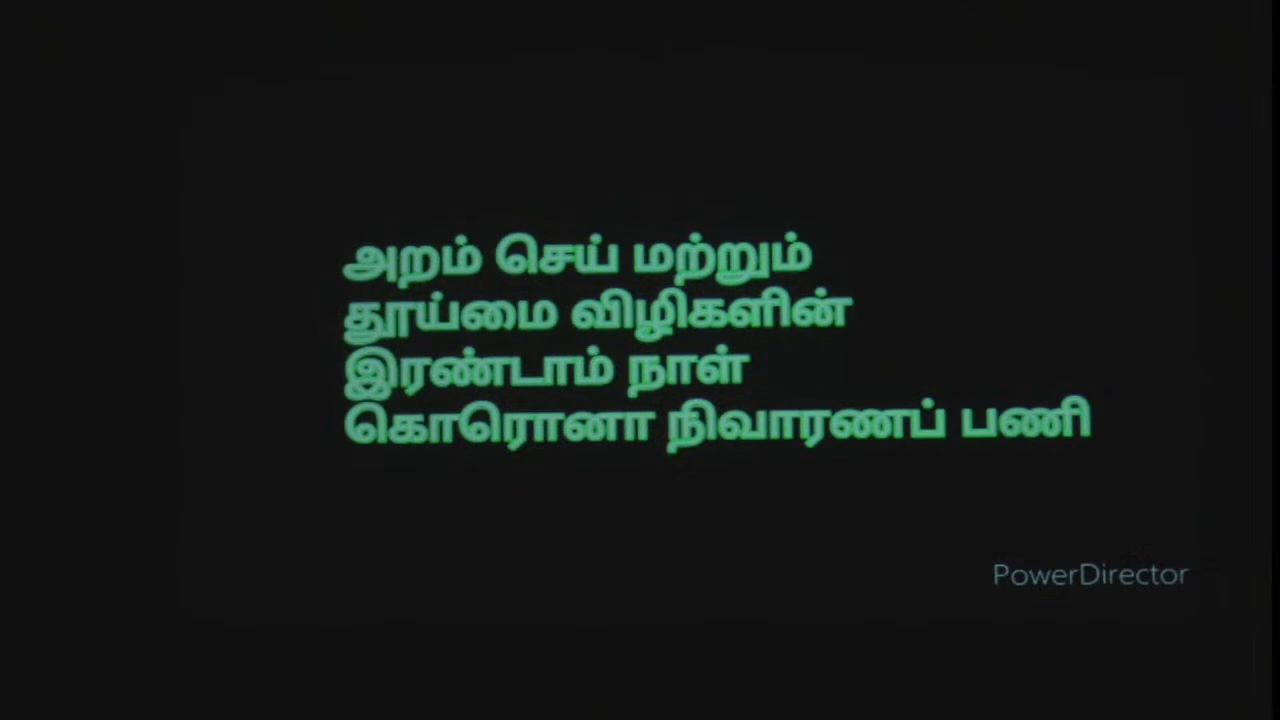 அறம் செய் மற்றும்
தூய்மை விழிகளின்
இரண்டாம் நாள்
கொரொனா நிவாரணப் பணி
PowerDirector